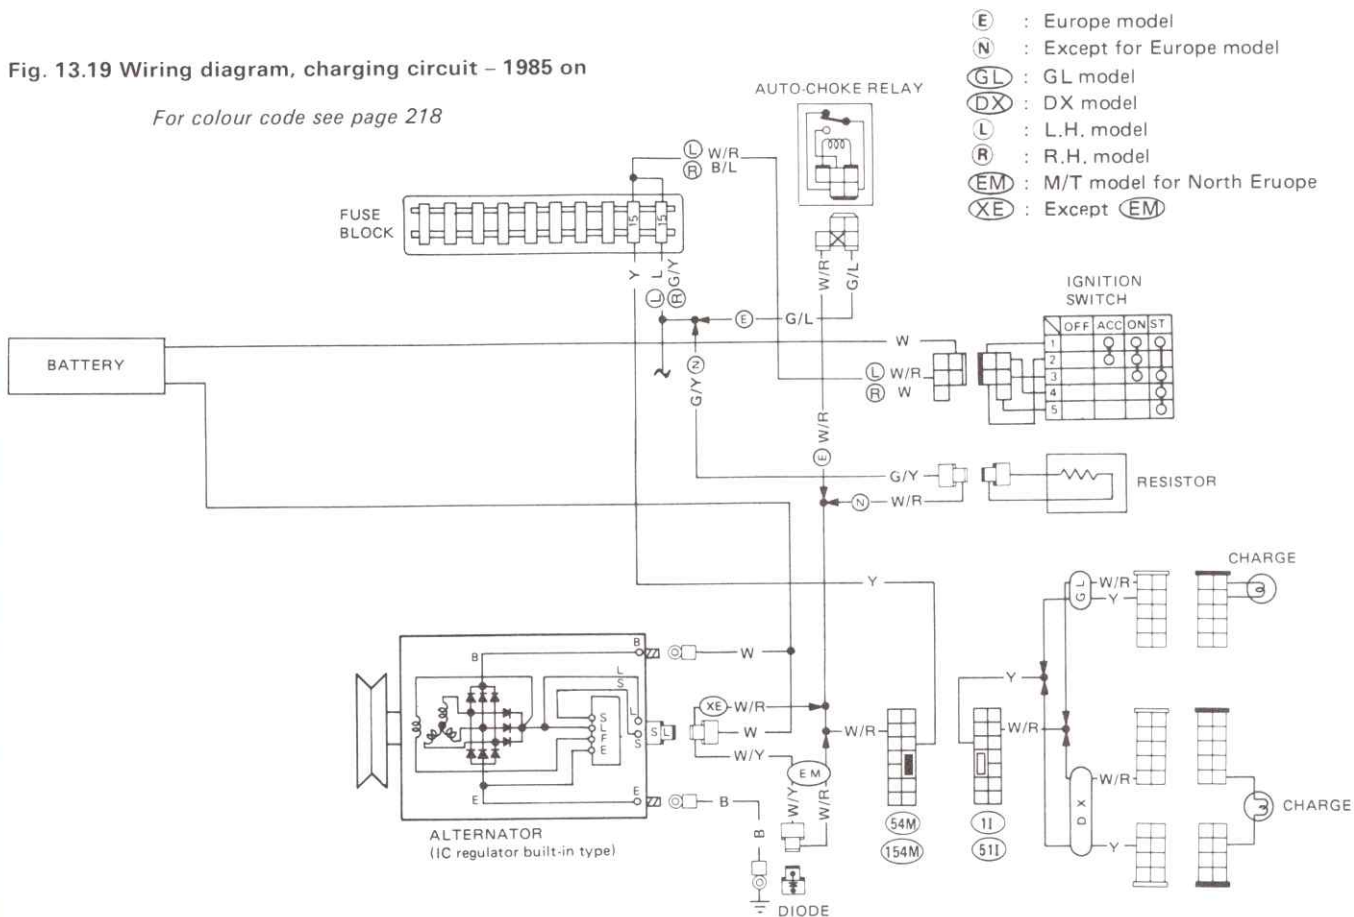 Fig. 13.19 Wiring diagram, charging circuit – 1985 on
For colour code see page 218
E : Europe model
N : Except for Europe model
GL : GL model
DX : DX model
L : L.H. model
R : R.H. model
EM : M/T model for North Eruope
XE : Except EM
AUTO-CHOKE RELAY
L W/R
R B/L
FUSE
BLOCK
15 15
Y
L
G/Y
L R
W/R
G/L
E G/L
IGNITION
SWITCH
OFF ACC ON ST
1
2
3
4
5
BATTERY
W
L W/R
R W
G/Y N
W/R
E
G/Y
N W/R
RESISTOR
Y
CHARGE
GL
W/R
Y
B
B
W
L
S
L
S
S
L
F
E
S L
XE W/R
W
W/Y
EM
W/Y
W/R
W/R
Y
W/R
E
E
B
B
ALTERNATOR
(IC regulator built-in type)
54M
154M
1I
51I
DX
W/R
Y
CHARGE
DIODE